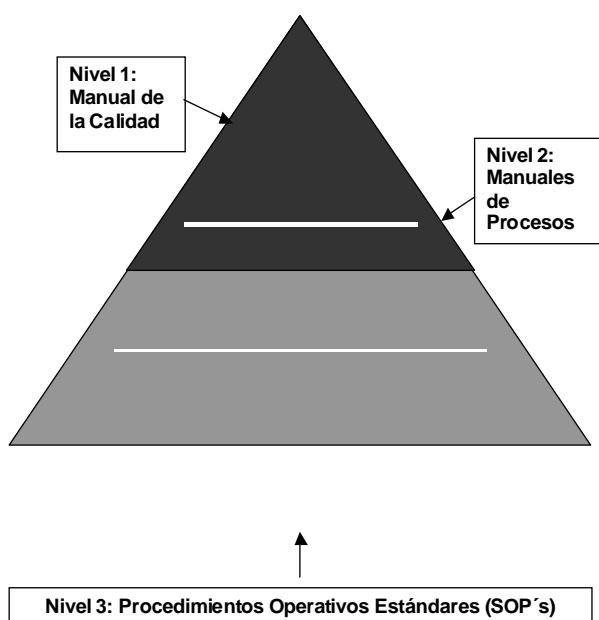 Nivel 1:
Manual de
la Calidad
Nivel 2:
Manuales
de
Procesos
Nivel 3: Procedimientos Operativos Estándares (SOP´s)